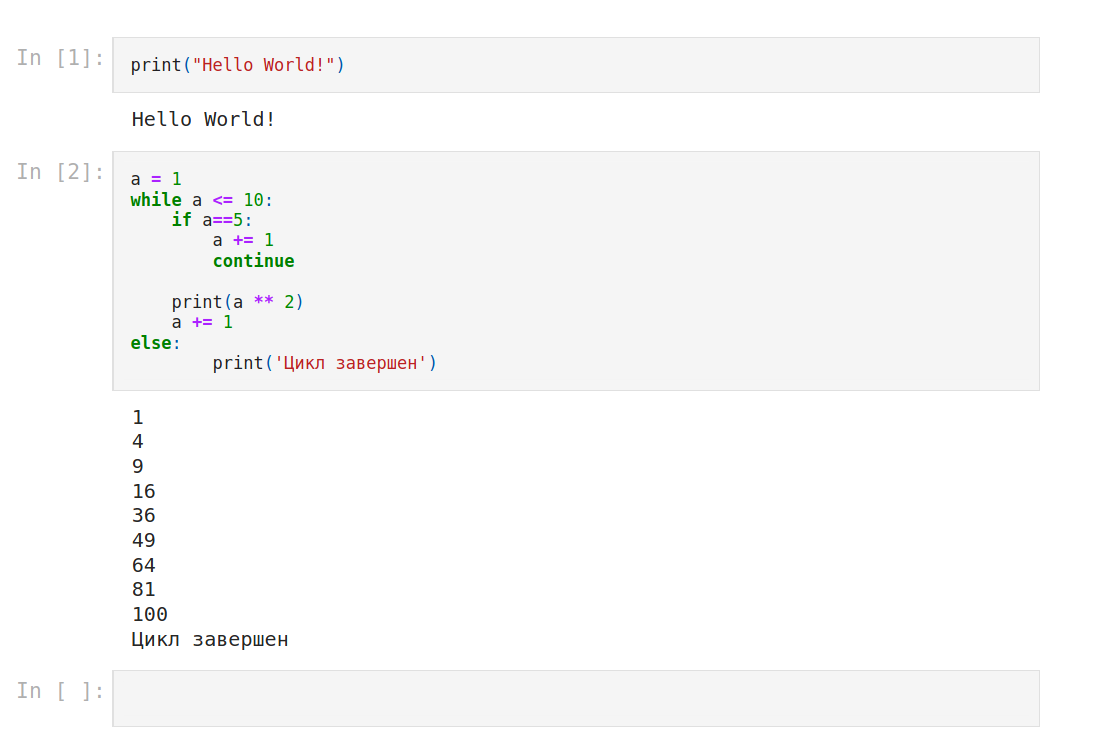 In [1]:
print("Hello World!")
Hello World!
In [2]:
a = 1
while a <= 10:
    if a==5:
        a += 1
        continue

    print(a ** 2)
    a += 1
else:
        print('Цикл завершен')
1
4
9
16
36
49
64
81
100
Цикл завершен
In [ ]: